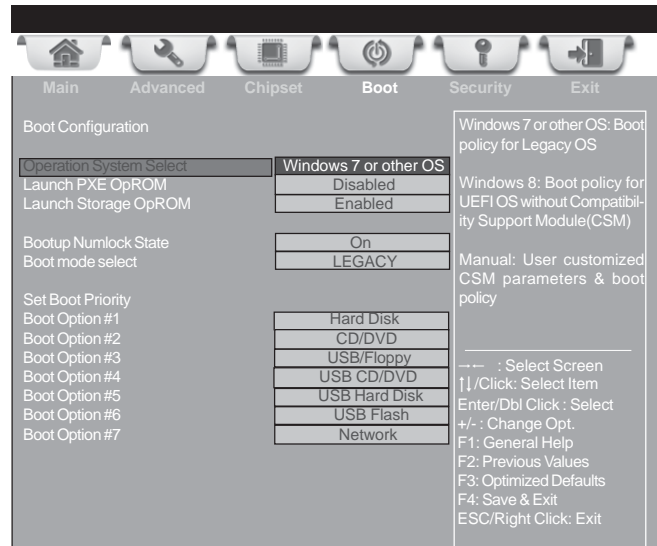 Main Advanced Chipset Boot Security Exit
Boot Configuration
Operation System Select Windows 7 or other OS
Launch PXE OpROM Disabled
Launch Storage OpROM Enabled
Bootup Numlock State On
Boot mode select LEGACY
Set Boot Priority
Boot Option #1 Hard Disk
Boot Option #2 CD/DVD
Boot Option #3 USB/Floppy
Boot Option #4 USB CD/DVD
Boot Option #5 USB Hard Disk
Boot Option #6 USB Flash
Boot Option #7 Network
Windows 7 or other OS: Boot
policy for Legacy OS
Windows 8: Boot policy for
UEFI OS without Compatibil-
ity Support Module(CSM)
Manual: User customized
CSM parameters & boot
policy
→← : Select Screen
↑↓/Click: Select Item
Enter/Dbl Click : Select
+/- : Change Opt.
F1: General Help
F2: Previous Values
F3: Optimized Defaults
F4: Save & Exit
ESC/Right Click: Exit